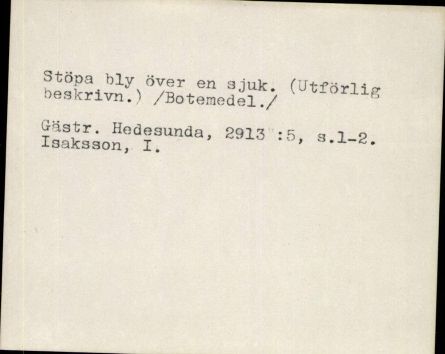 Stöpa bly över en sjuk. (Utförlig
beskrivn.) /Botemedel./
Gästr. Hedesunda, 2913 :5, s.1-2.
Isaksson, I.